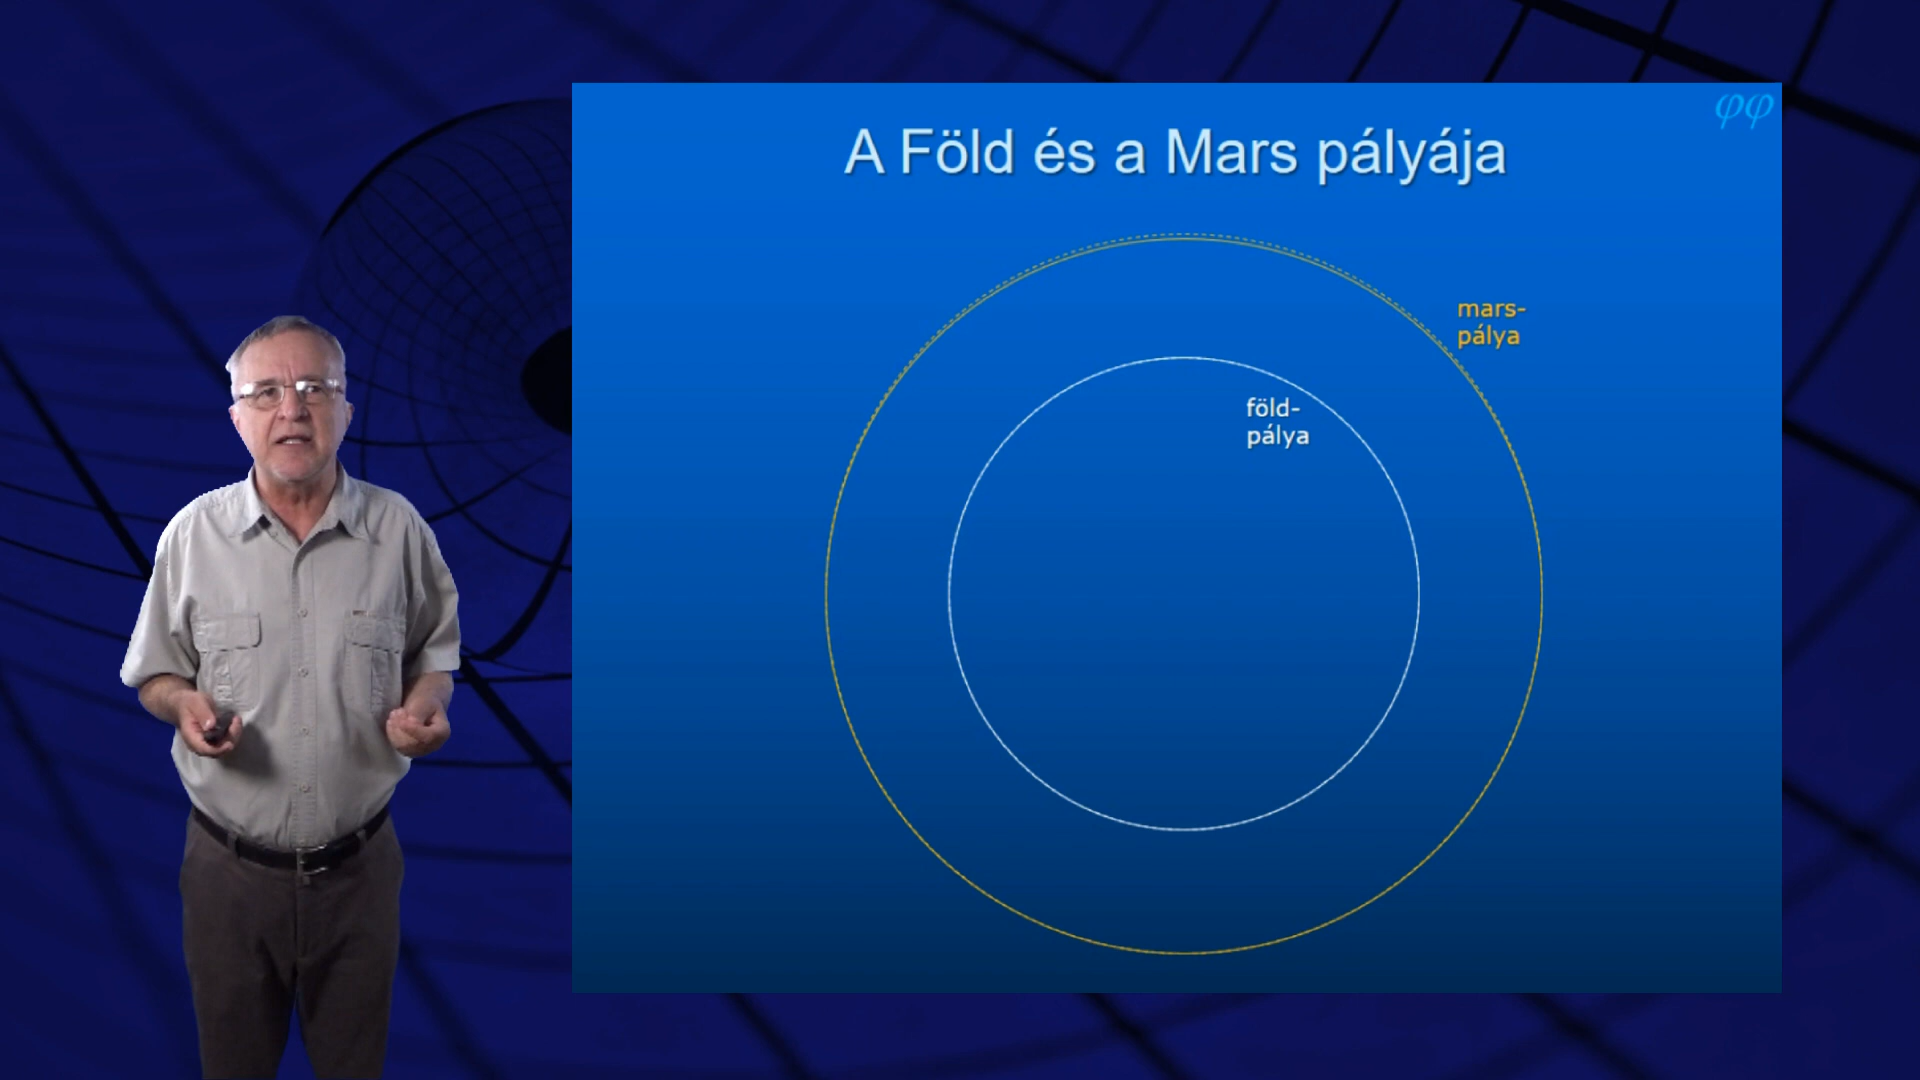 φφ
A Föld és a Mars pályája
mars-
pálya
föld-
pálya